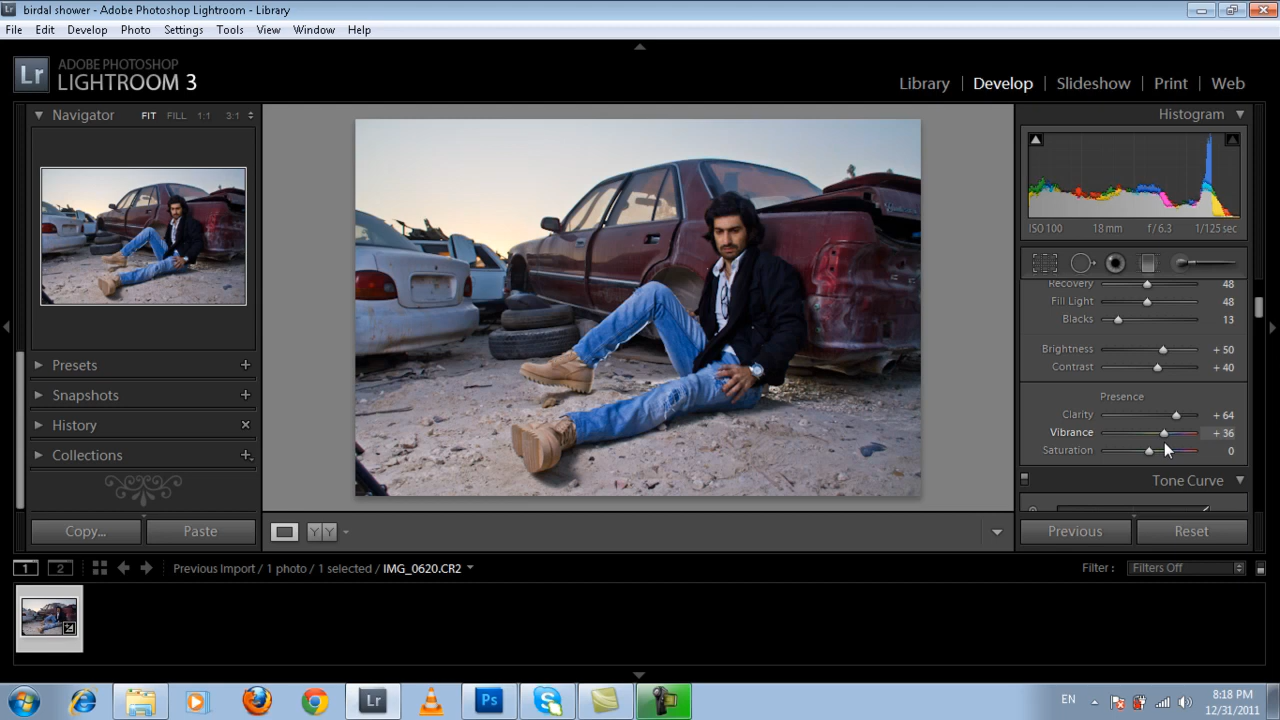 birdal shower - Adobe Photoshop Lightroom - Library
File Edit Develop Photo Settings Tools View Window Help
Lr ADOBE PHOTOSHOP
LIGHTROOM 3
Library | Develop | Slideshow | Print | Web
Navigator FIT FILL 1:1 3:1
Histogram
ISO 100 18 mm f / 6.3 1/125 sec
Recovery 48
Fill Light 48
Blacks 13
Brightness + 50
Contrast + 40
Presence
Clarity + 64
Vibrance + 36
Saturation 0
Tone Curve
Presets
Snapshots
History
Collections
Copy... Paste
Y Y
Previous Reset
1 2 Previous Import / 1 photo / 1 selected / IMG_0620.CR2
Filter : Filters Off
Lr Ps
EN
8:18 PM
12/31/2011